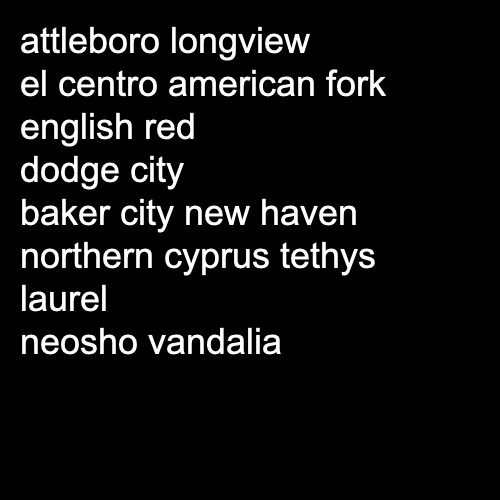 attleboro longview
el centro american fork
english red
dodge city
baker city new haven
northern cyprus tethys
laurel
neosho vandalia